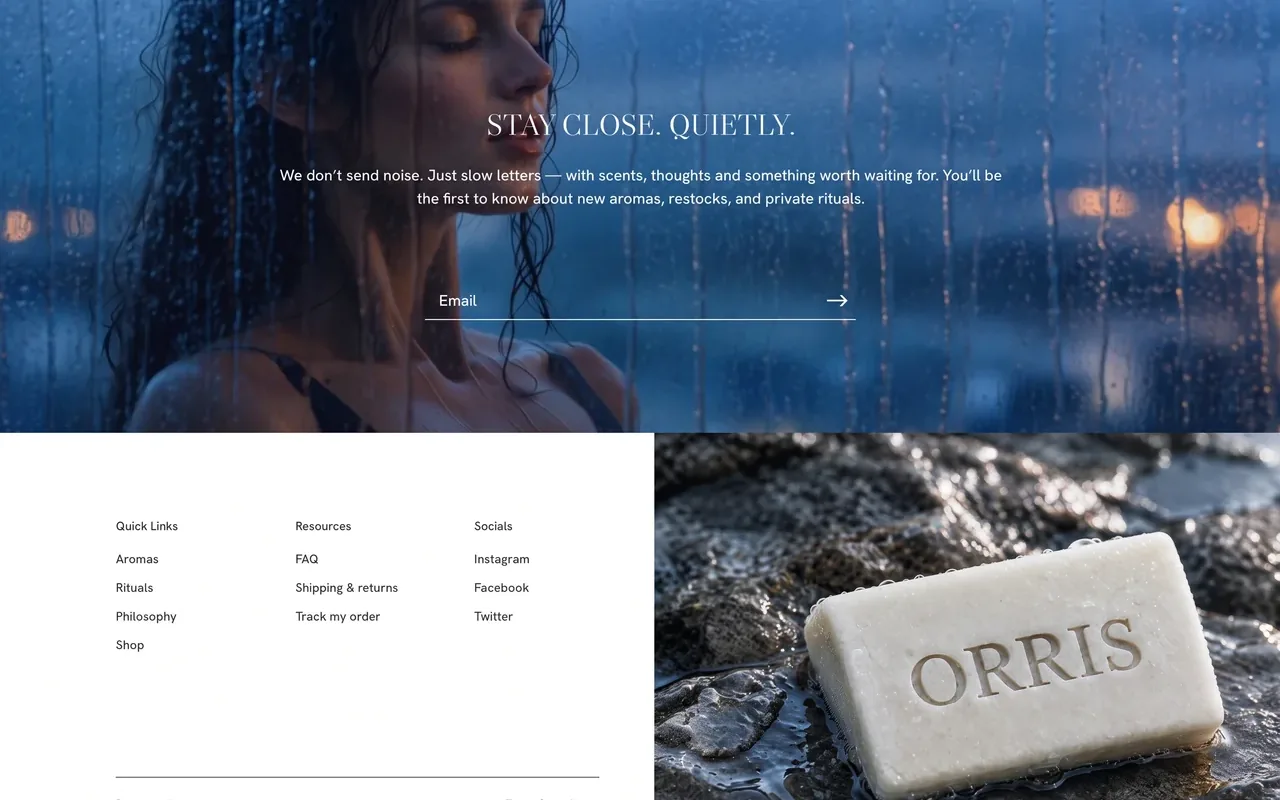 STAY CLOSE. QUIETLY.
We don’t send noise. Just slow letters — with scents, thoughts and something worth waiting for. You’ll be
the first to know about new aromas, restocks, and private rituals.
Email
Quick Links
Aromas
Rituals
Philosophy
Shop
Resources
FAQ
Shipping & returns
Track my order
Socials
Instagram
Facebook
Twitter
ORRIS